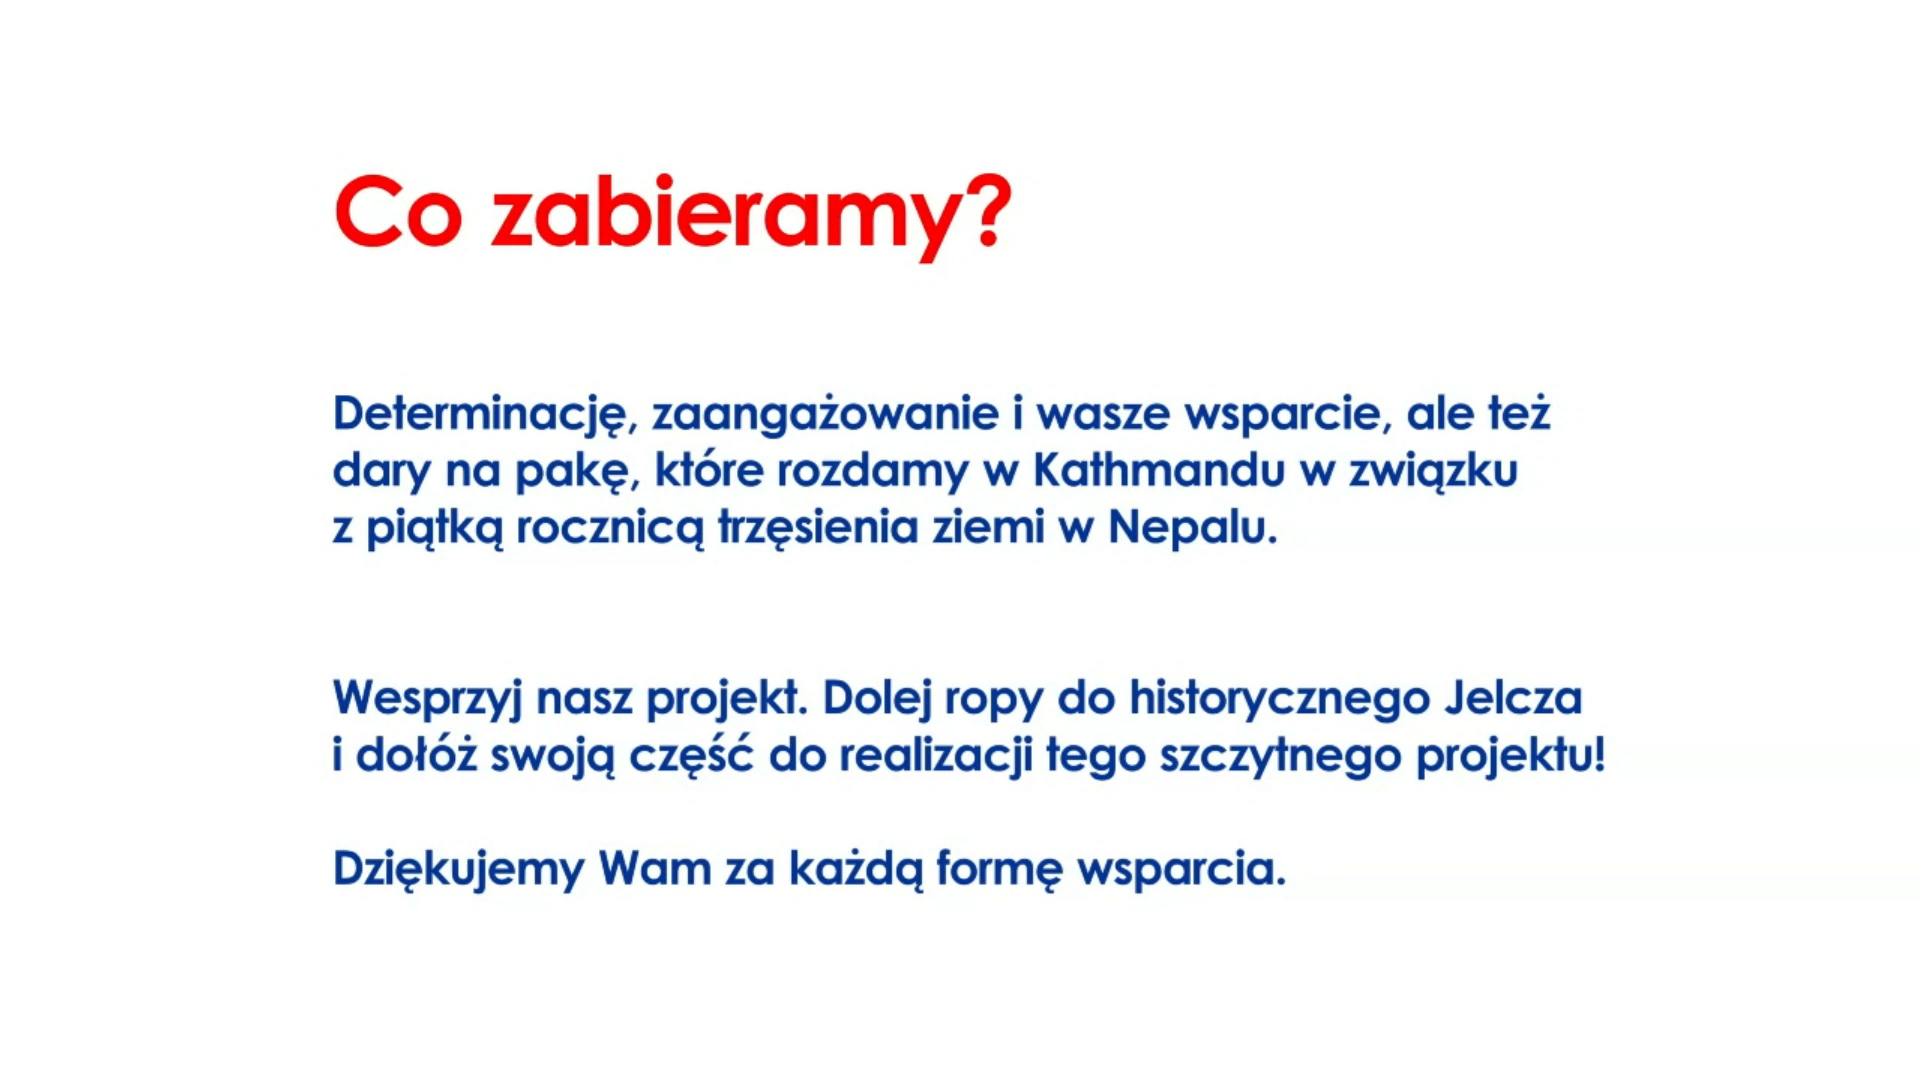 Co zabieramy?
Determinację, zaangażowanie i wasze wsparcie, ale też
dary na pakę, które rozdamy w Kathmandu w związku
z piątką rocznicą trzęsienia ziemi w Nepalu.
Wesprzyj nasz projekt. Dolej ropy do historycznego Jelcza
i dołóż swoją część do realizacji tego szczytnego projektu!
Dziękujemy Wam za każdą formę wsparcia.